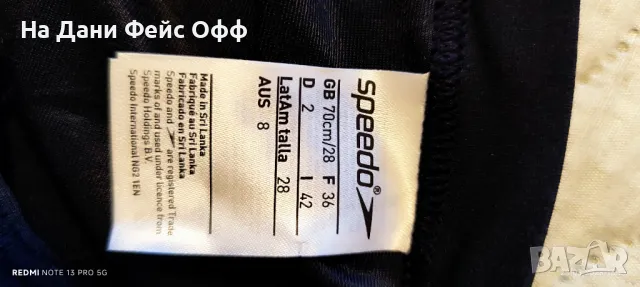 На Дани Фейс Офф
speedo®
GB 70cm/28 F 36
D 2 I 42
LatAm talla 28
AUS 8
Made in Sri Lanka
Fabriqué au Sri Lanka
Fabricado en Sri Lanka
Speedo and are registered Trade
marks of and used under licence from
Speedo Holdings B.V.
Speedo International NG2 1EN
REDMI NOTE 13 PRO 5G
BAZAR
bg